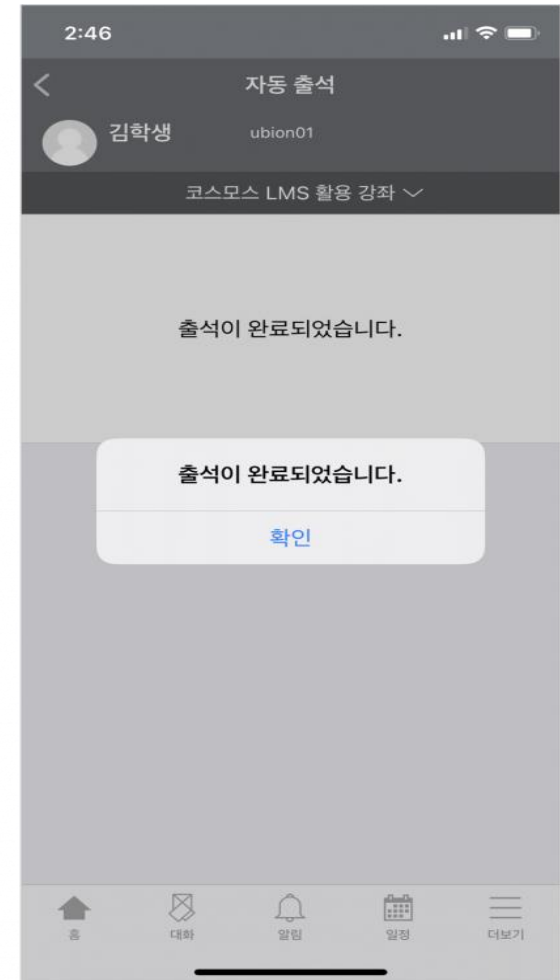 2:46
자동 출석
김학생 ubion01
코스모스 LMS 활용 강좌
출석이 완료되었습니다.
출석이 완료되었습니다.
확인
홈 대화 알림 일정 더보기